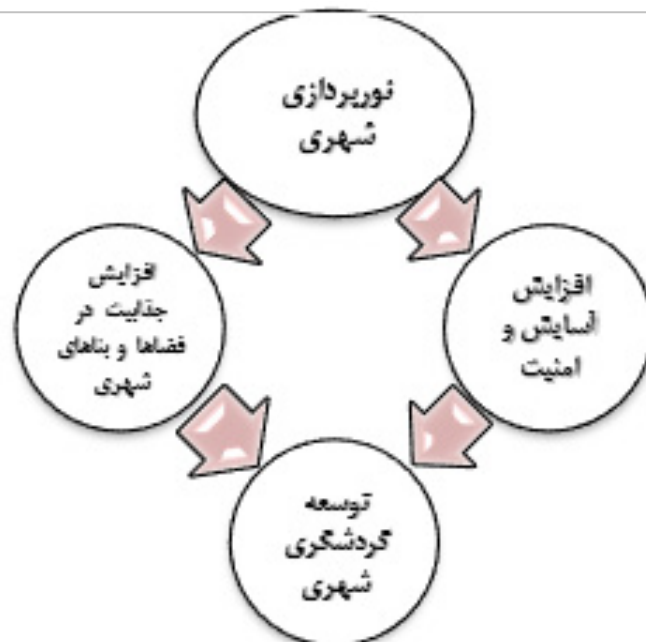 نورپردازی
شهری
افزایش
آسایش و
امنیت
افزایش
جذابیت در
فضاها و بناهای
شهری
توسعه
گردشگری
شهری